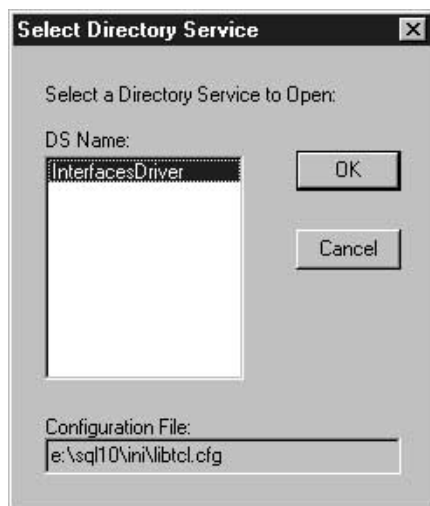 Select Directory Service
Select a Directory Service to Open:
DS Name:
InterfacesDriver
OK
Cancel
Configuration File:
e:\sql10\ini\libtcl.cfg